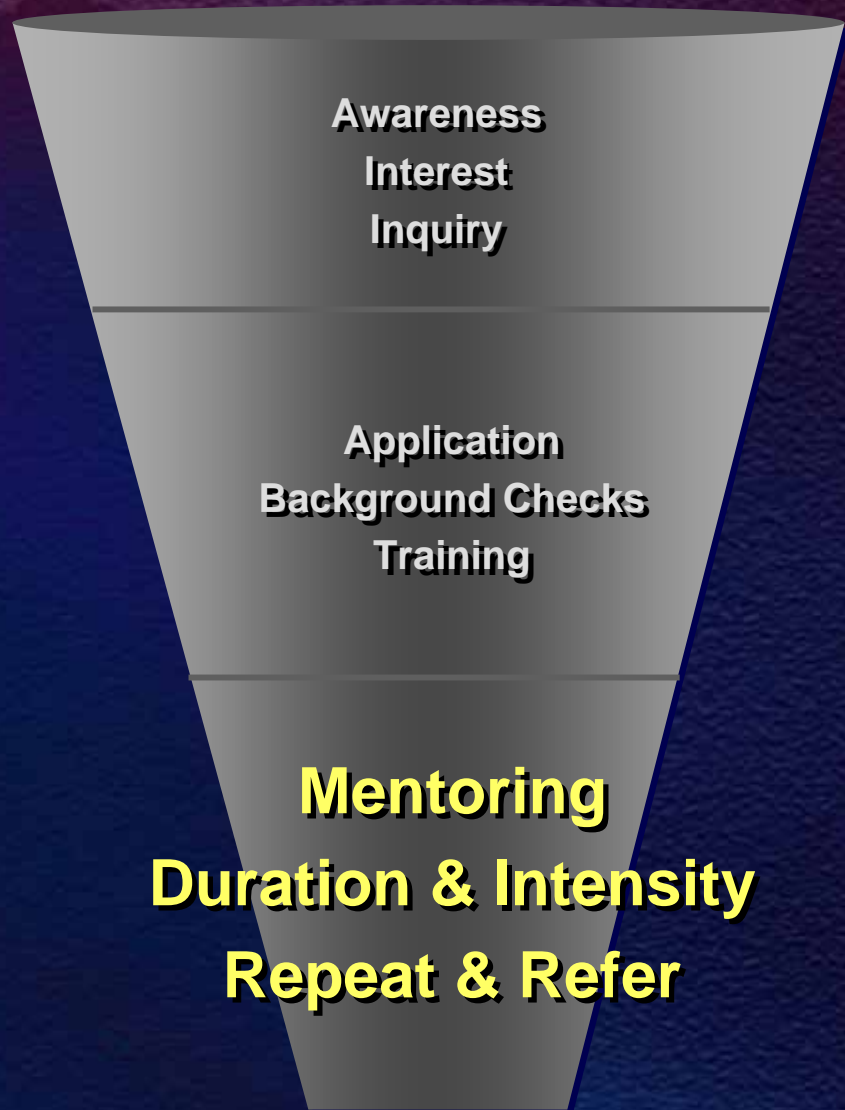 Awareness
Interest
Inquiry
Application
Background Checks
Training
Mentoring
Duration & Intensity
Repeat & Refer